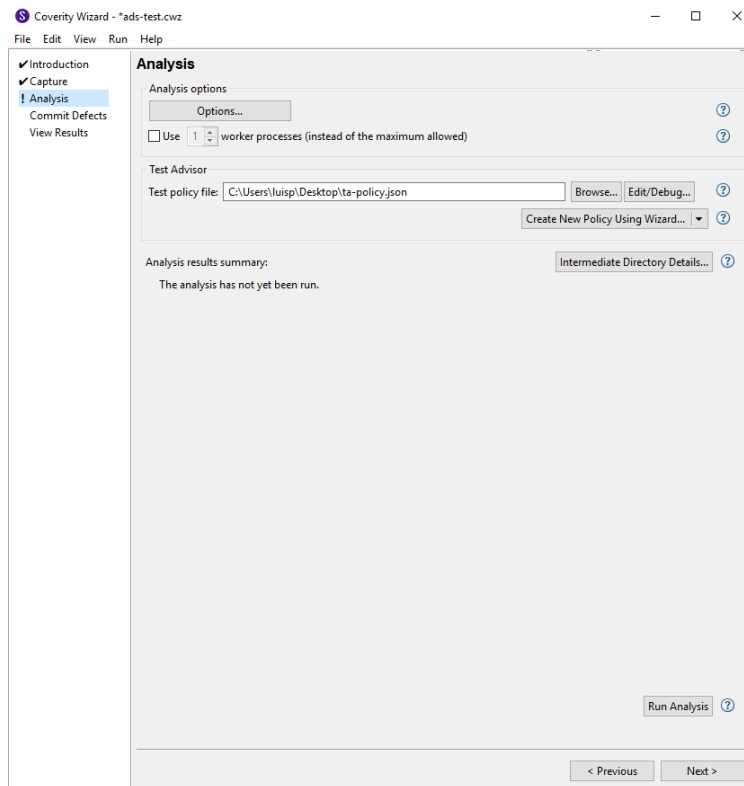 Coverity Wizard - *ads-test.cwz
File Edit View Run Help
Introduction
Capture
! Analysis
Commit Defects
View Results
Analysis
Analysis options
Options...
Use 1 worker processes (instead of the maximum allowed)
Test Advisor
Test policy file: C:\Users\luisp\Desktop\ta-policy.json Browse... Edit/Debug...
Create New Policy Using Wizard...
Analysis results summary: Intermediate Directory Details...
The analysis has not yet been run.
Run Analysis
< Previous Next >